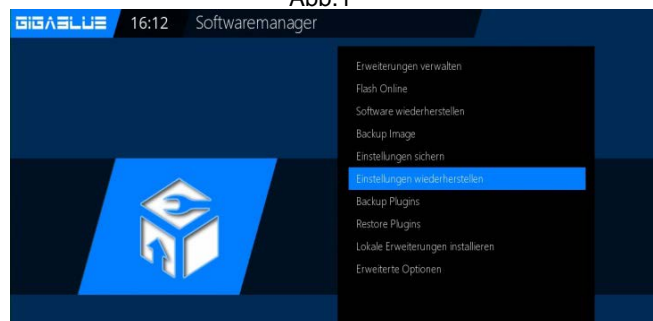 Abb.1
GIGABLUE 16:12 Softwaremanager
Erweiterungen verwalten
Flash Online
Software wiederherstellen
Backup Image
Einstellungen sichern
Einstellungen wiederherstellen
Backup Plugins
Restore Plugins
Lokale Erweiterungen installieren
Erweiterte Optionen